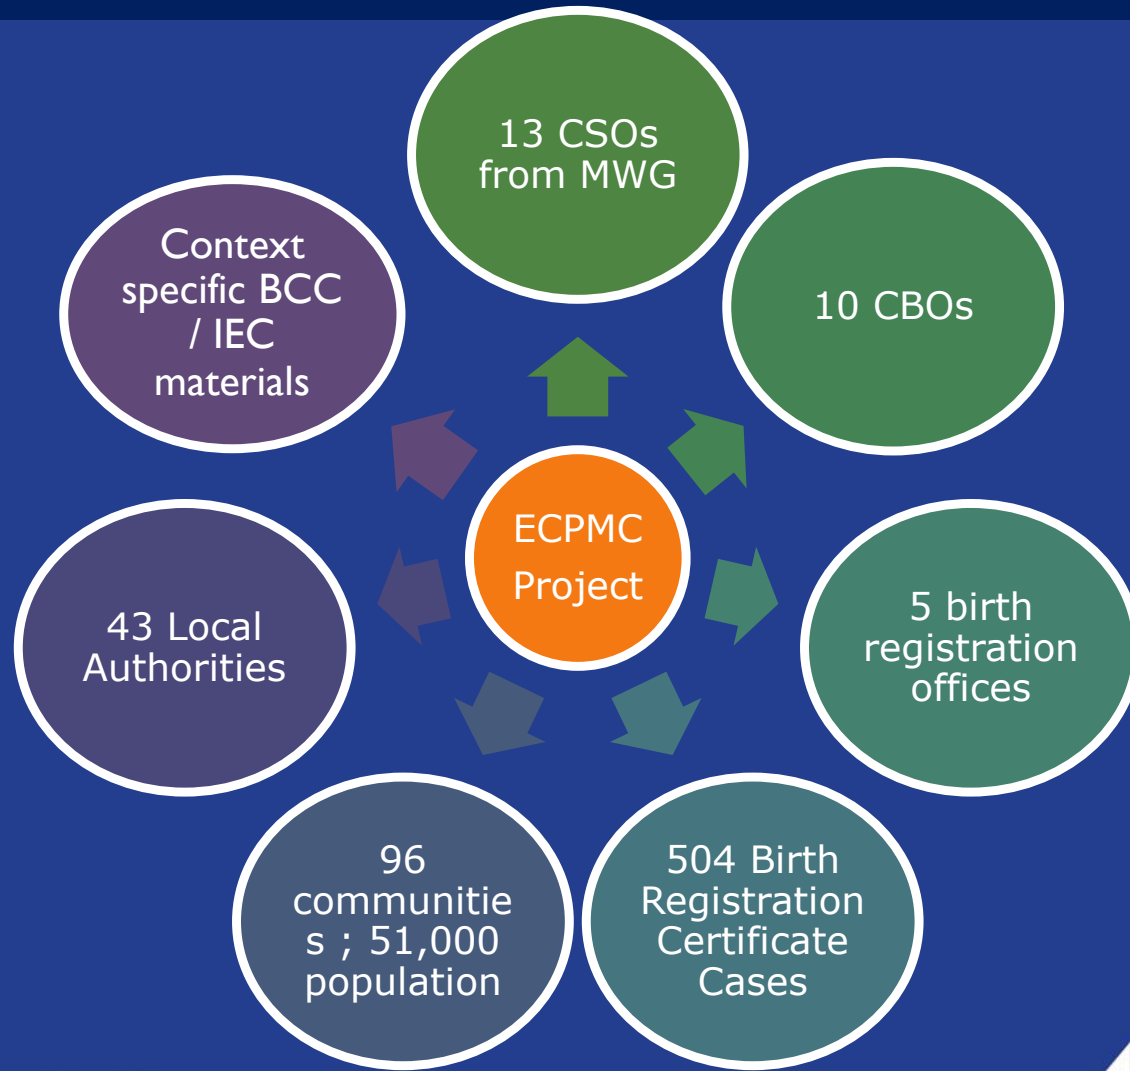 13 CSOs
from MWG
10 CBOs
5 birth
registration
offices
504 Birth
Registration
Certificate
Cases
96
communitie
s ; 51,000
population
43 Local
Authorities
Context
specific BCC
/ IEC
materials
ECPMC
Project